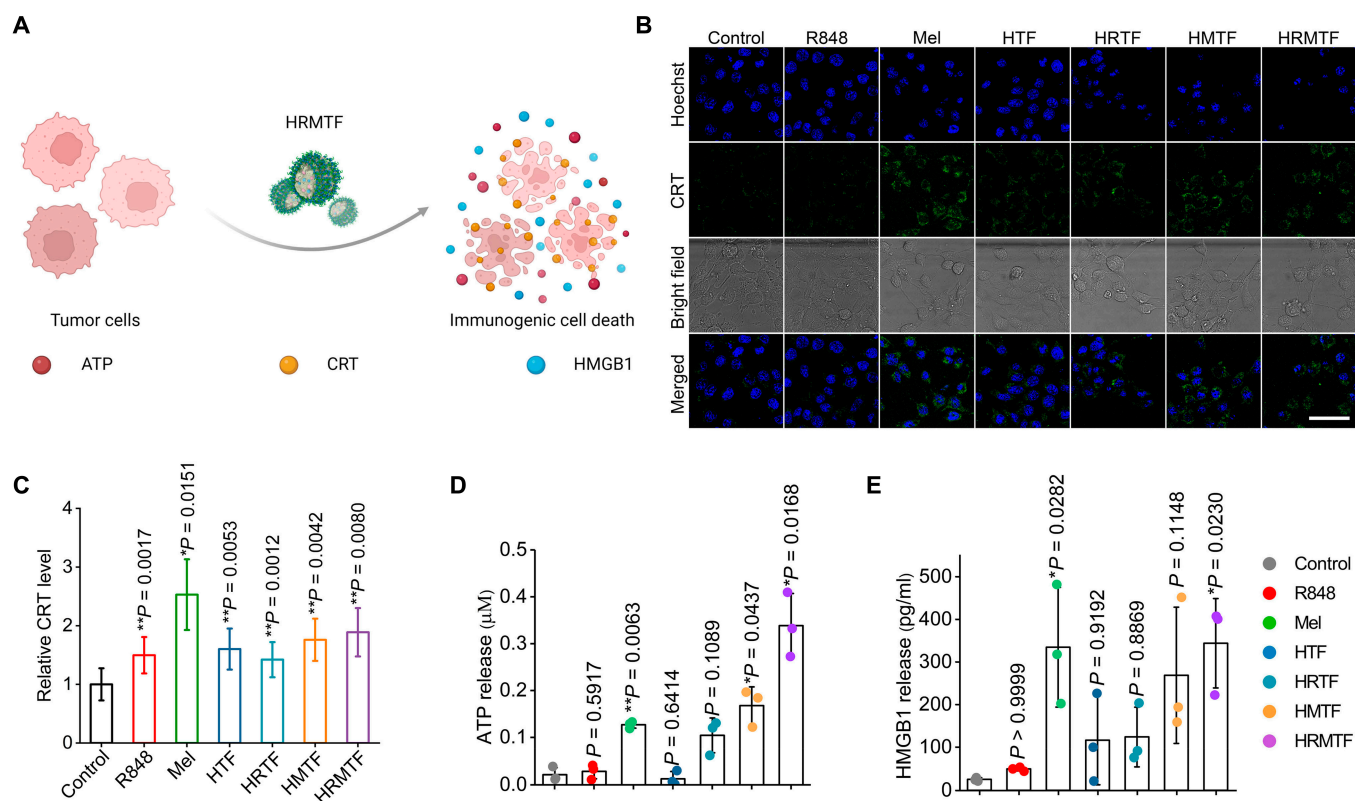 A
HRMTF
Tumor cells
Immunogenic cell death
ATP
CRT
HMGB1
B
Control
R848
Mel
HTF
HRTF
HMTF
HRMTF
Hoechst
CRT
Bright field
Merged
C
Relative CRT level
4
3
2
1
0
**P = 0.0017
*P = 0.0151
**P = 0.0053
**P = 0.0012
**P = 0.0042
**P = 0.0080
Control
R848
Mel
HTF
HRTF
HMTF
HRMTF
D
ATP release (μM)
0.5
0.4
0.3
0.2
0.1
0.0
P = 0.5917
**P = 0.0063
P = 0.6414
P = 0.1089
*P = 0.0437
*P = 0.0168
E
HMGB1 release (pg/ml)
500
400
300
200
100
0
P > 0.9999
*P = 0.0282
P = 0.9192
P = 0.8869
P = 0.1148
*P = 0.0230
Control
R848
Mel
HTF
HRTF
HMTF
HRMTF